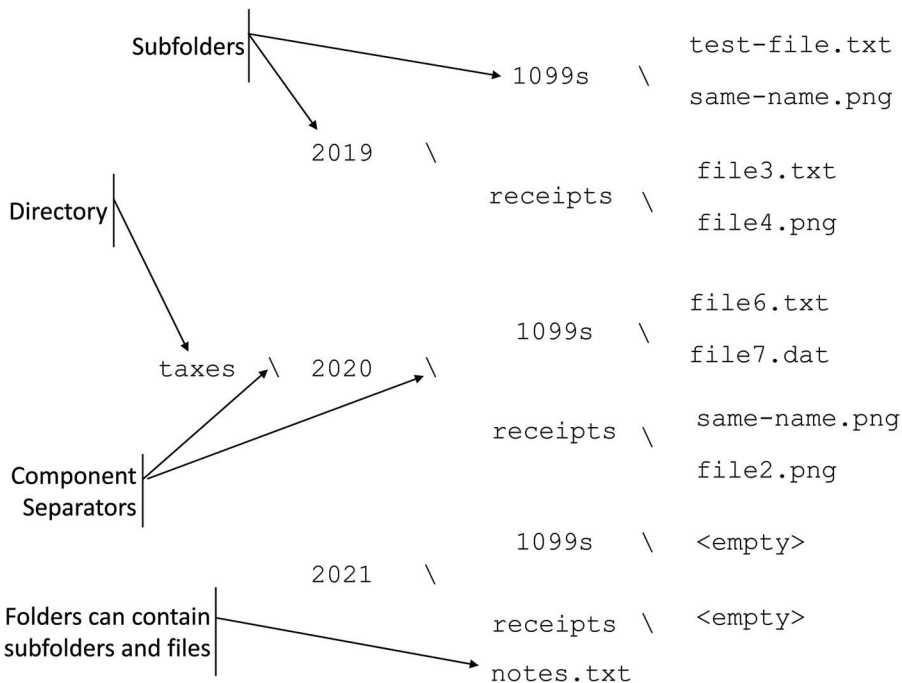 Subfolders
test-file.txt
1099s \
same-name.png
2019 \
file3.txt
receipts \
file4.png
Directory
file6.txt
1099s \
file7.dat
taxes \ 2020 \
same-name.png
receipts \
file2.png
Component
Separators
1099s \ <empty>
2021 \
Folders can contain
subfolders and files
receipts \ <empty>
notes.txt